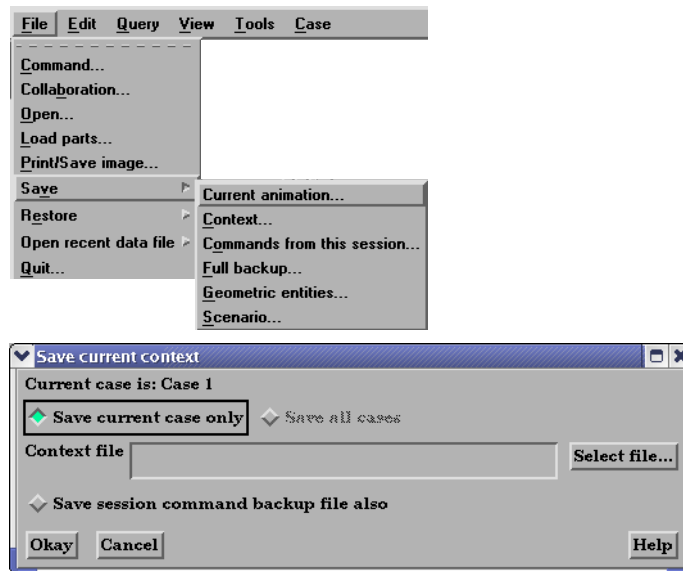 File Edit Query View Tools Case
Command...
Collaboration...
Open...
Load parts...
Print/Save image...
Save
Restore
Open recent data file
Quit...
Current animation...
Context...
Commands from this session...
Full backup...
Geometric entities...
Scenario...
Save current context
Current case is: Case 1
Save current case only Save all cases
Context file Select file...
Save session command backup file also
Okay Cancel Help